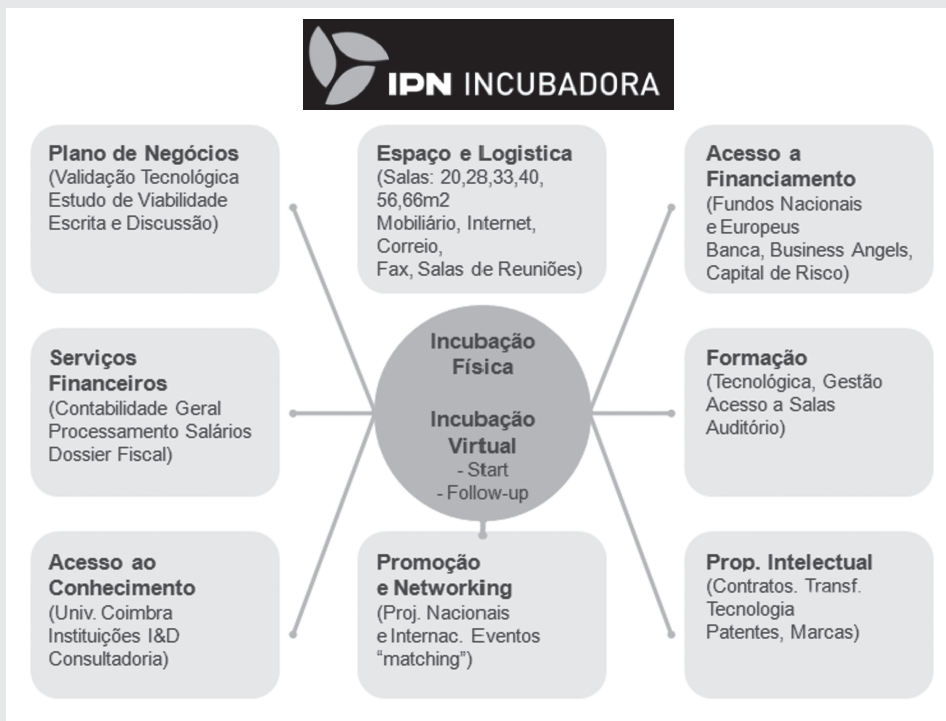 IPN INCUBADORA
Plano de Negócios
(Validação Tecnológica
Estudo de Viabilidade
Escrita e Discussão)
Espaço e Logistica
(Salas: 20,28,33,40,
56,66m2
Mobiliário, Internet,
Correio,
Fax, Salas de Reuniões)
Acesso a
Financiamento
(Fundos Nacionais
e Europeus
Banca, Business Angels,
Capital de Risco)
Serviços
Financeiros
(Contabilidade Geral
Processamento Salários
Dossier Fiscal)
Incubação
Física
Incubação
Virtual
- Start
- Follow-up
Formação
(Tecnológica, Gestão
Acesso a Salas
Auditório)
Acesso ao
Conhecimento
(Univ. Coimbra
Instituições I&D
Consultadoria)
Promoção
e Networking
(Proj. Nacionais
e Internac. Eventos
“matching”)
Prop. Intelectual
(Contratos. Transf.
Tecnologia
Patentes, Marcas)